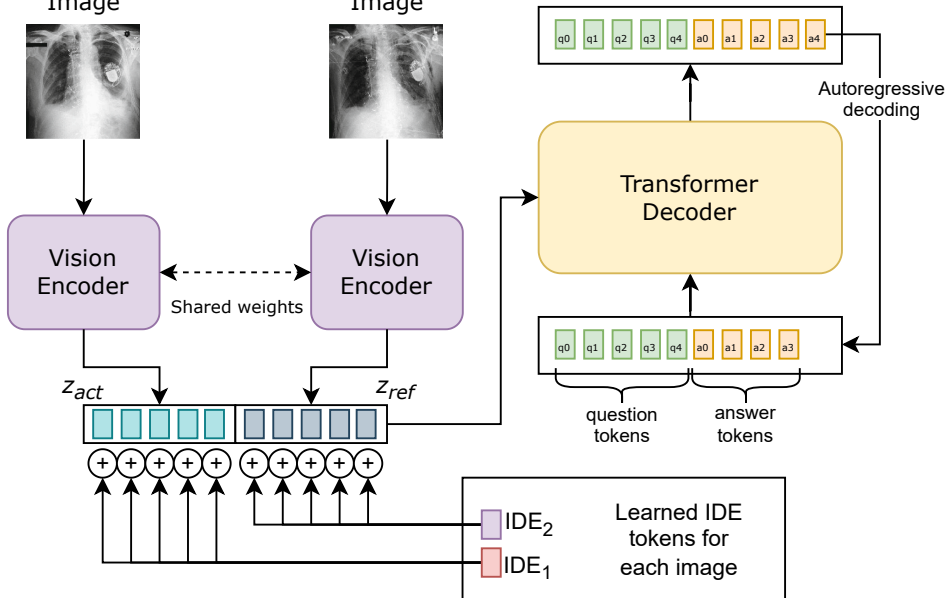 Image
Image
q0 q1 q2 q3 q4 a0 a1 a2 a3 a4
Autoregressive
decoding
Transformer
Decoder
Vision
Encoder
Shared weights
Vision
Encoder
q0 q1 q2 q3 q4 a0 a1 a2 a3
question
tokens
answer
tokens
z_act
z_ref
+ + + + + + + + + +
IDE2
IDE1
Learned IDE
tokens for
each image